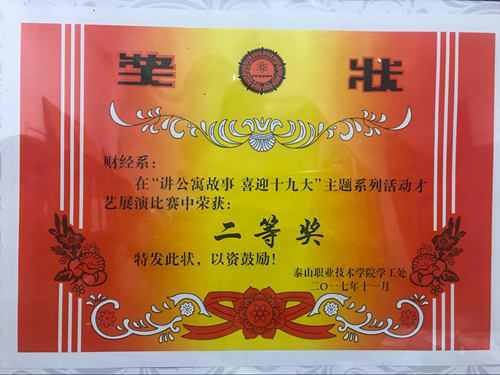 奖 状
财经系：
在“讲公寓故事 喜迎十九大”主题系列活动才
艺展演比赛中荣获：
二等奖
特发此状，以资鼓励！
泰山职业技术学院学工处
二〇一七年十一月